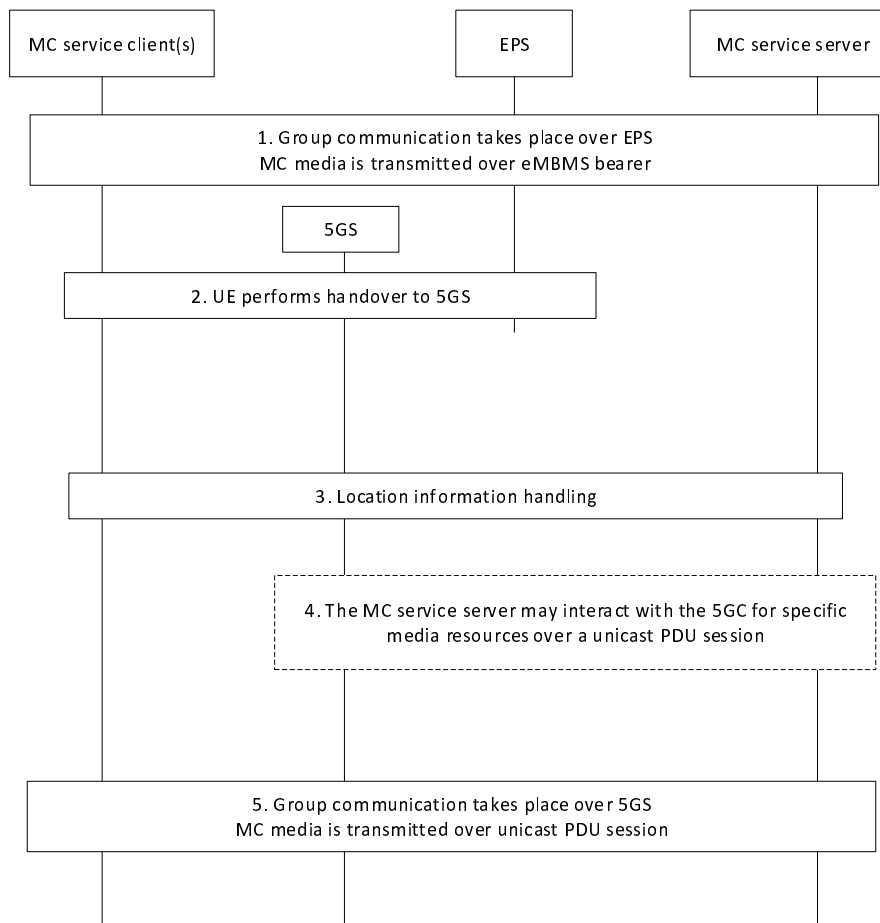 MC service client(s)
EPS
MC service server
1. Group communication takes place over EPS
MC media is transmitted over eMBMS bearer
5GS
2. UE performs handover to 5GS
3. Location information handling
4. The MC service server may interact with the 5GC for specific
media resources over a unicast PDU session
5. Group communication takes place over 5GS
MC media is transmitted over unicast PDU session